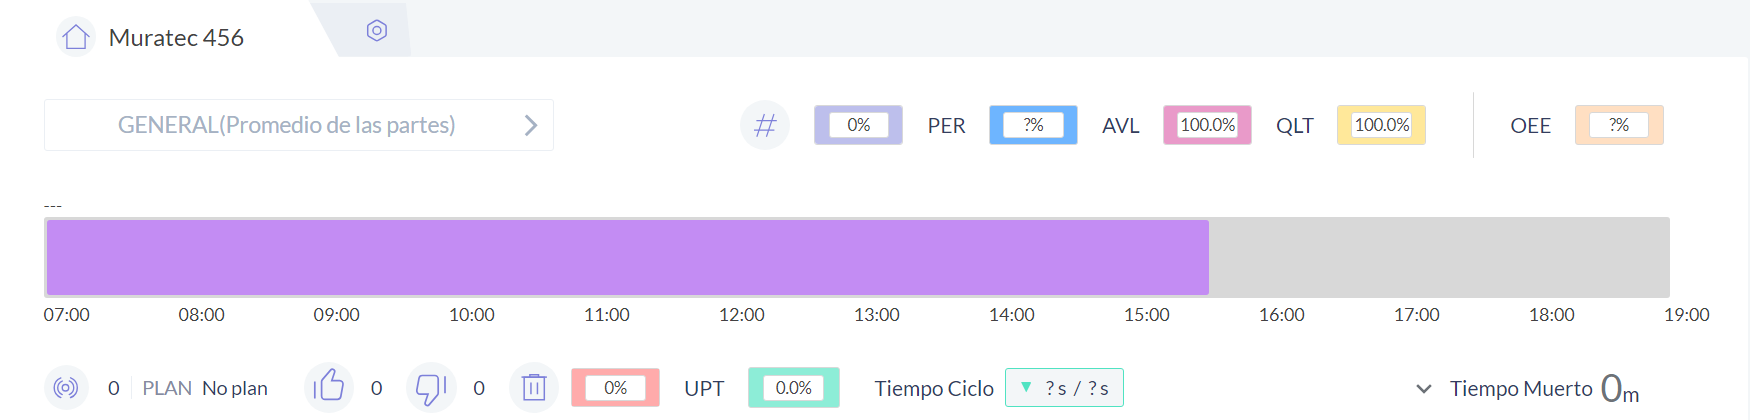 Muratec 456
GENERAL(Promedio de las partes)
# 0% PER ?% AVL 100.0% QLT 100.0% OEE ?%
---
07:00 08:00 09:00 10:00 11:00 12:00 13:00 14:00 15:00 16:00 17:00 18:00 19:00
0 PLAN No plan 0 0 0% UPT 0.0% Tiempo Ciclo ? s / ? s Tiempo Muerto 0m